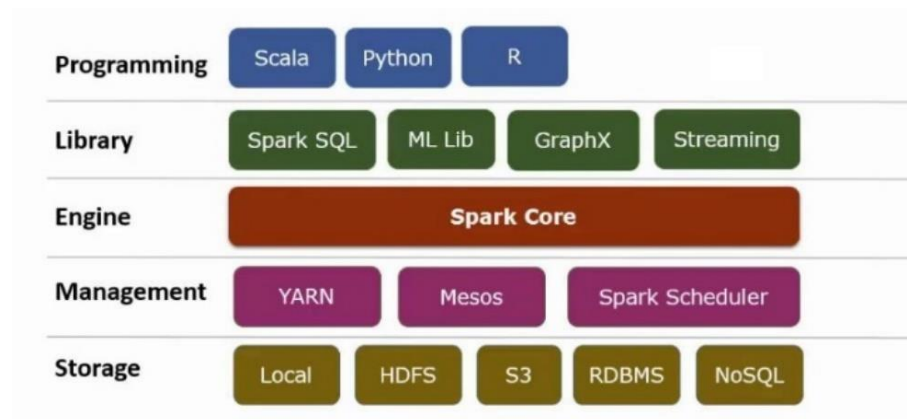 Programming Scala Python R
Library Spark SQL ML Lib GraphX Streaming
Engine Spark Core
Management YARN Mesos Spark Scheduler
Storage Local HDFS S3 RDBMS NoSQL